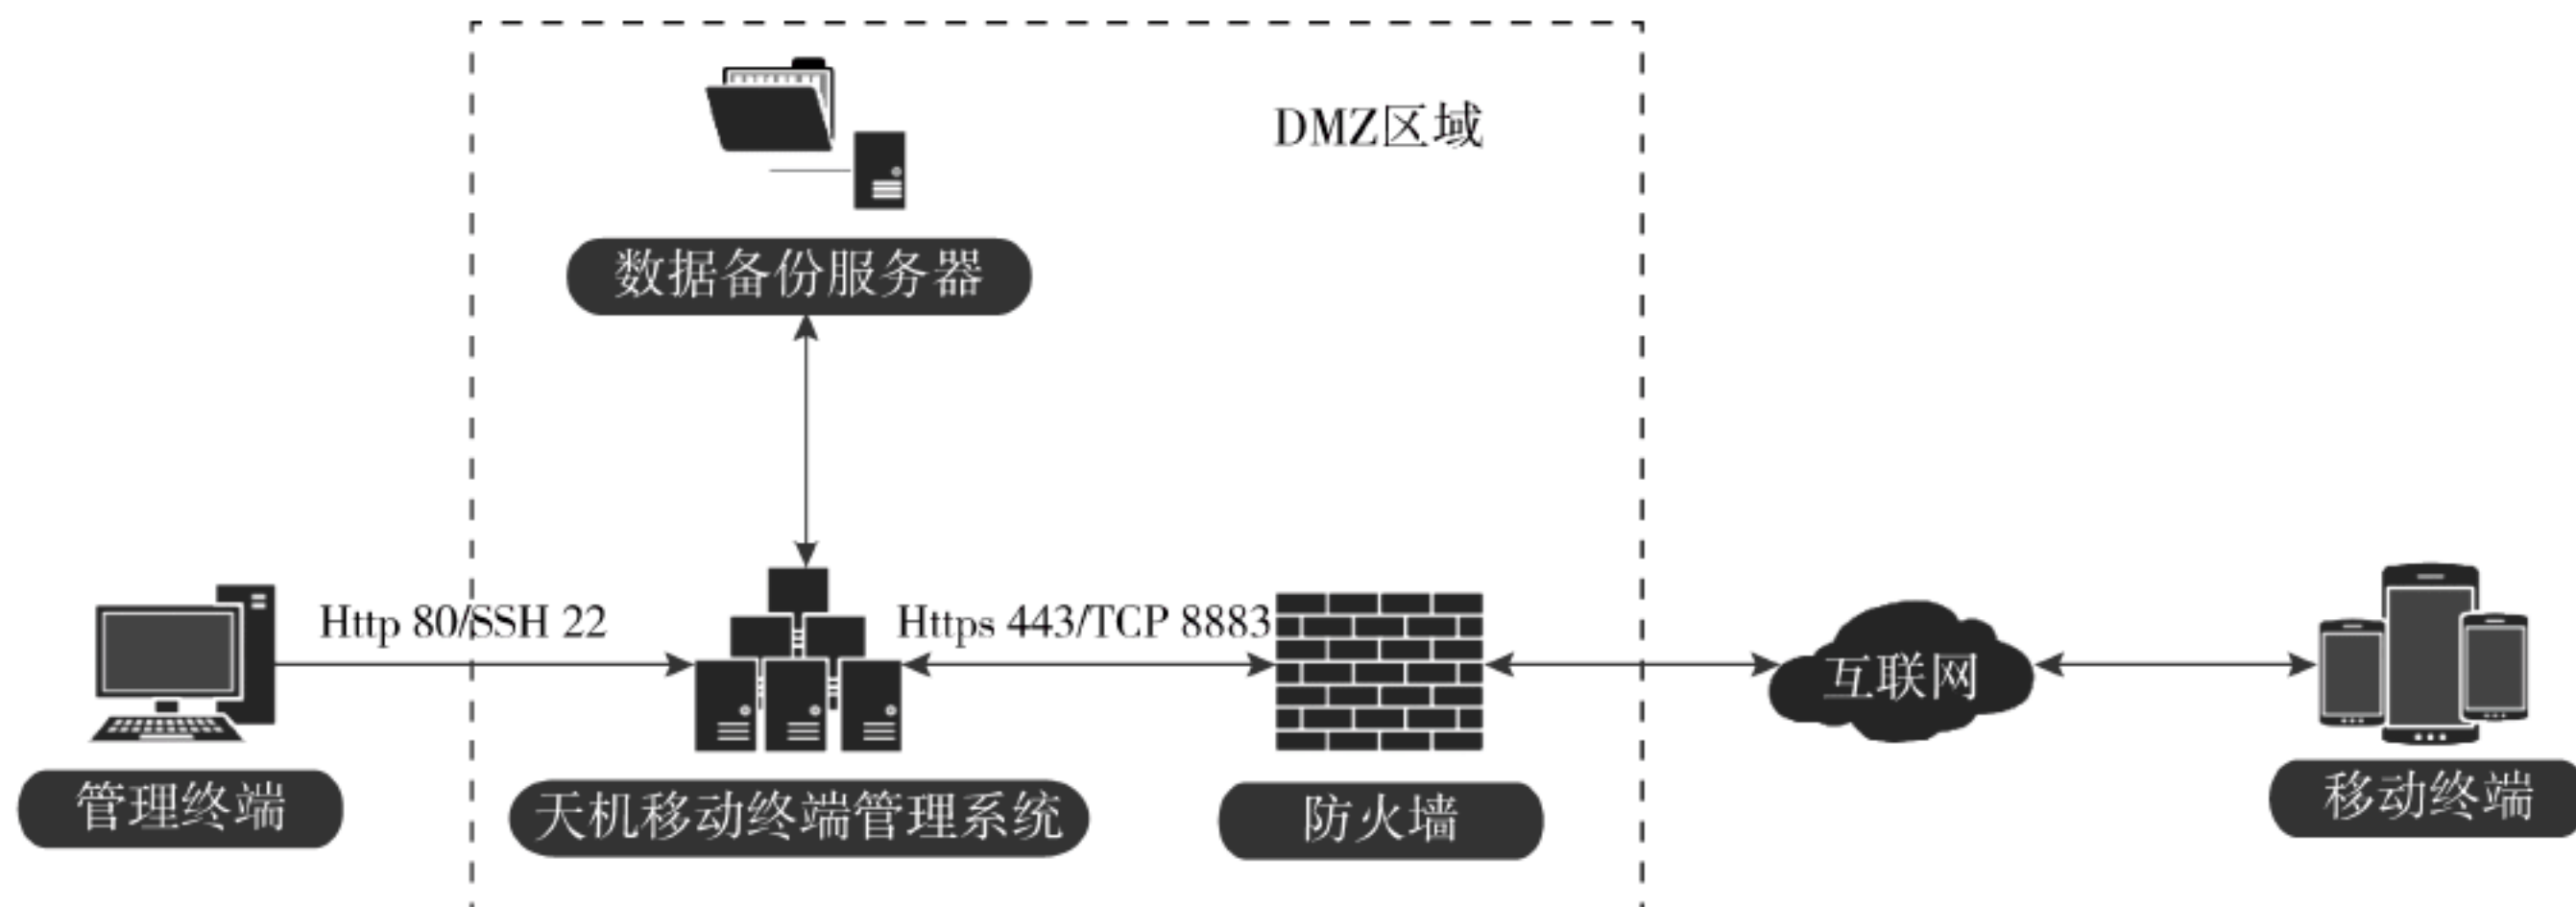 DMZ区域
数据备份服务器
Http 80/SSH 22
Https 443/TCP 8883
互联网
管理终端
天机移动终端管理系统
防火墙
移动终端